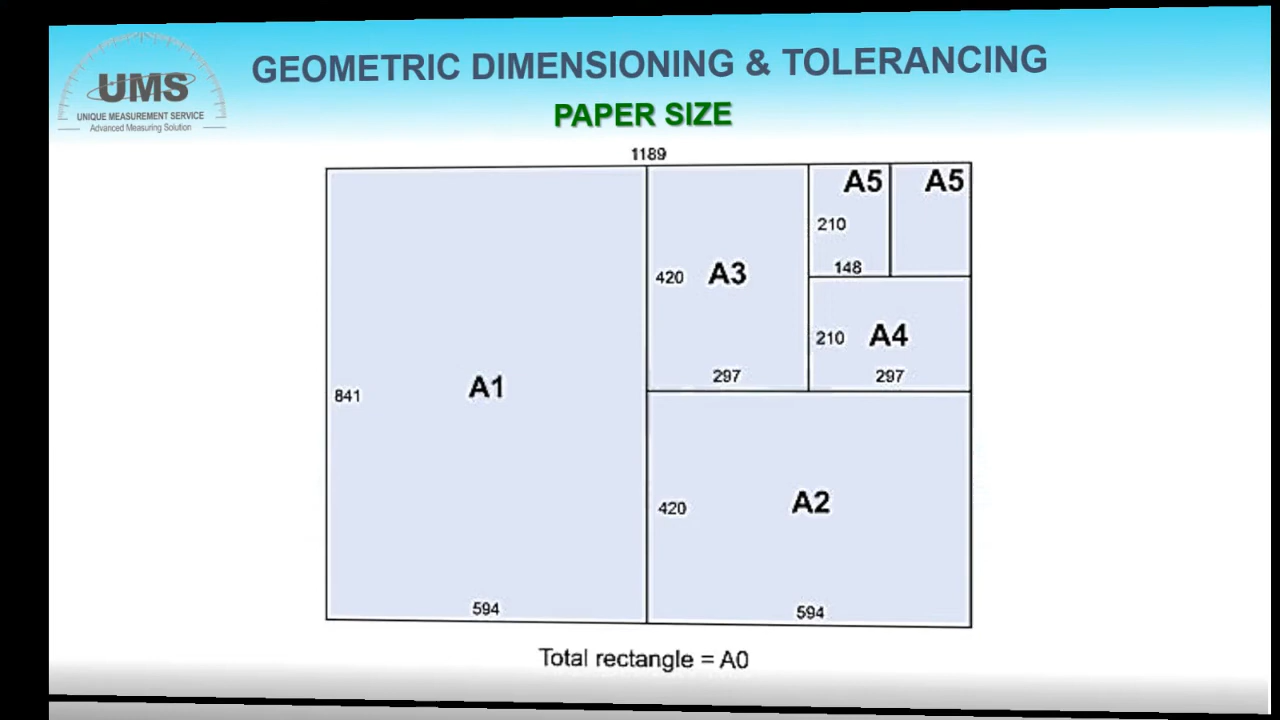 UMS
UNIQUE MEASUREMENT SERVICE
Advanced Measuring Solution
GEOMETRIC DIMENSIONING & TOLERANCING
PAPER SIZE
1189
A5
A5
210
148
420
A3
297
210
A4
297
841
A1
594
420
A2
594
Total rectangle = A0